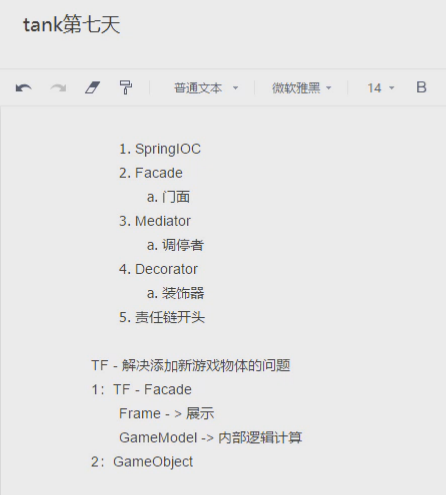 tank第七天
普通文本 微软雅黑 14 B
1. SpringIOC
2. Facade
a. 门面
3. Mediator
a. 调停者
4. Decorator
a. 装饰器
5. 责任链开头
TF - 解决添加新游戏物体的问题
1：TF - Facade
Frame - > 展示
GameModel -> 内部逻辑计算
2：GameObject